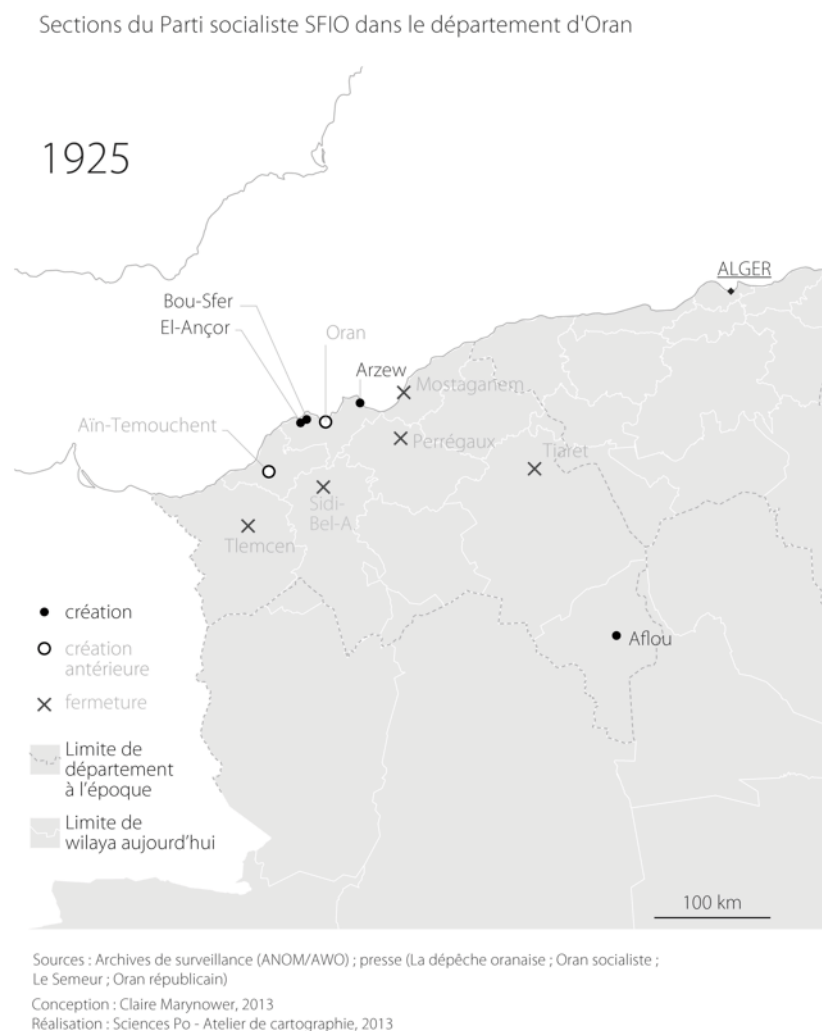 Sections du Parti socialiste SFIO dans le département d'Oran
1925
ALGER
Bou-Sfer
El-Ançor
Oran
Arzew
Mostaganem
Aïn-Temouchent
Perrégaux
Tiaret
Sidi-
Bel-A
Tlemcen
création
création
antérieure
Aflou
fermeture
Limite de
département
à l'époque
Limite de
wilaya aujourd'hui
100 km
Sources : Archives de surveillance (ANOM/AWO) ; presse (La dépêche oranaise ; Oran socialiste ;
Le Semeur ; Oran républicain)
Conception : Claire Marynower, 2013
Réalisation : Sciences Po - Atelier de cartographie, 2013